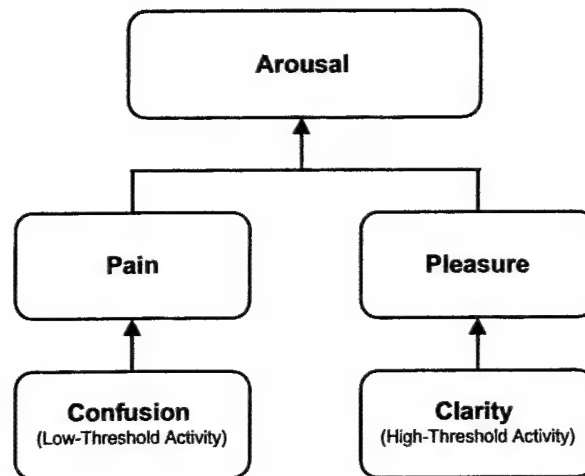 Arousal
Pain
Pleasure
Confusion
(Low-Threshold Activity)
Clarity
(High-Threshold Activity)